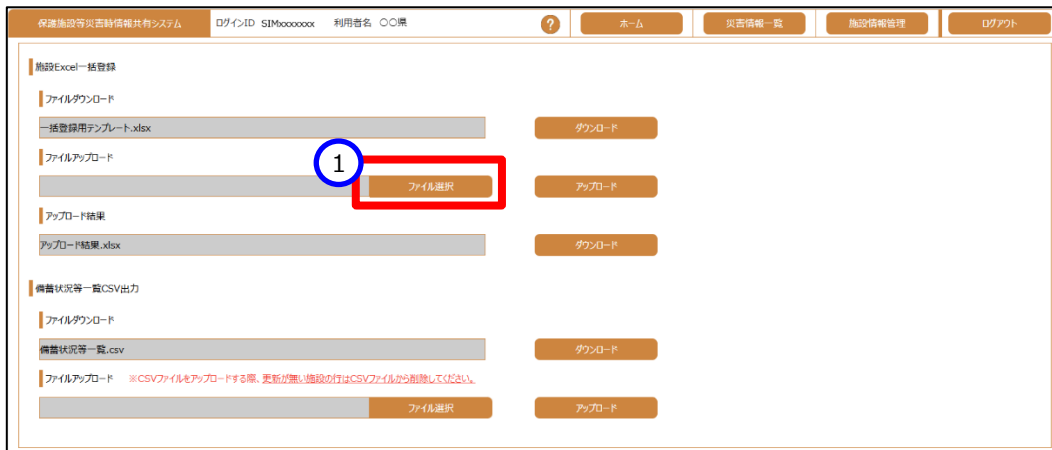 保護施設等災害時情報共有システム ログインID SIMxxxxxxx 利用者名 〇〇県 ? ホーム 災害情報一覧 施設情報管理 ログアウト
施設Excel一括登録
ファイルダウンロード
一括登録用テンプレート.xlsx ダウンロード
ファイルアップロード
1
ファイル選択 アップロード
アップロード結果
アップロード結果.xlsx ダウンロード
備蓄状況等一覧CSV出力
ファイルダウンロード
備蓄状況等一覧.csv ダウンロード
ファイルアップロード ※CSVファイルをアップロードする際、更新が無い施設の行はCSVファイルから削除してください。
ファイル選択 アップロード